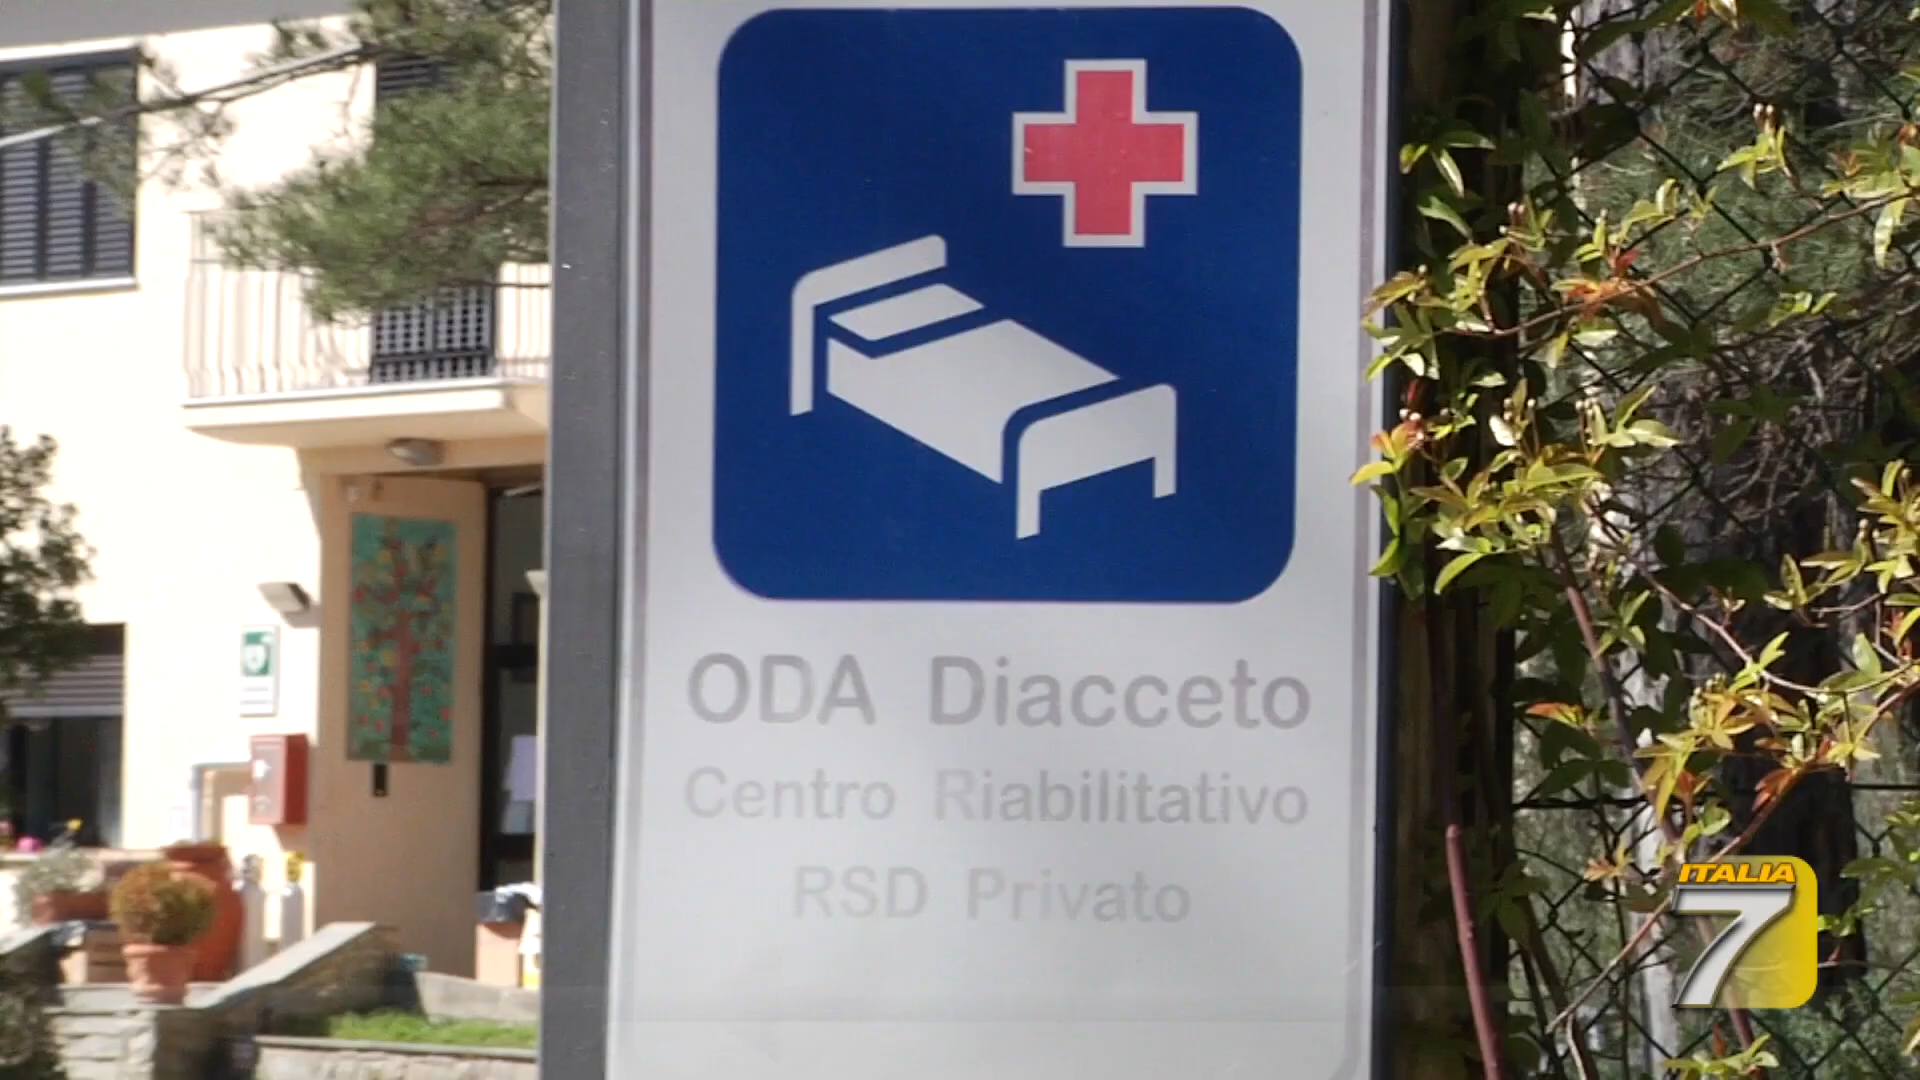 ODA Diacceto
Centro Riabilitativo
RSD Privato
ITALIA
7